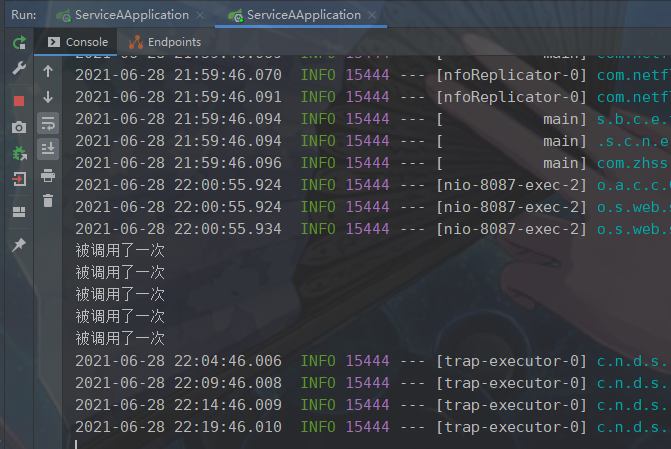 Run: ServiceAApplication × ServiceAApplication ×
Console Endpoints
2021-06-28 21:59:46.070 INFO 15444 --- [nfoReplicator-0] com.netf
2021-06-28 21:59:46.091 INFO 15444 --- [nfoReplicator-0] com.netf
2021-06-28 21:59:46.094 INFO 15444 --- [ main] s.b.c.e.
2021-06-28 21:59:46.094 INFO 15444 --- [ main] .s.c.n.e
2021-06-28 21:59:46.096 INFO 15444 --- [ main] com.zhss
2021-06-28 22:00:55.924 INFO 15444 --- [nio-8087-exec-2] o.a.c.c.
2021-06-28 22:00:55.924 INFO 15444 --- [nio-8087-exec-2] o.s.web.
2021-06-28 22:00:55.934 INFO 15444 --- [nio-8087-exec-2] o.s.web.
被调用了一次
被调用了一次
被调用了一次
被调用了一次
被调用了一次
2021-06-28 22:04:46.006 INFO 15444 --- [trap-executor-0] c.n.d.s.
2021-06-28 22:09:46.008 INFO 15444 --- [trap-executor-0] c.n.d.s.
2021-06-28 22:14:46.009 INFO 15444 --- [trap-executor-0] c.n.d.s.
2021-06-28 22:19:46.010 INFO 15444 --- [trap-executor-0] c.n.d.s.